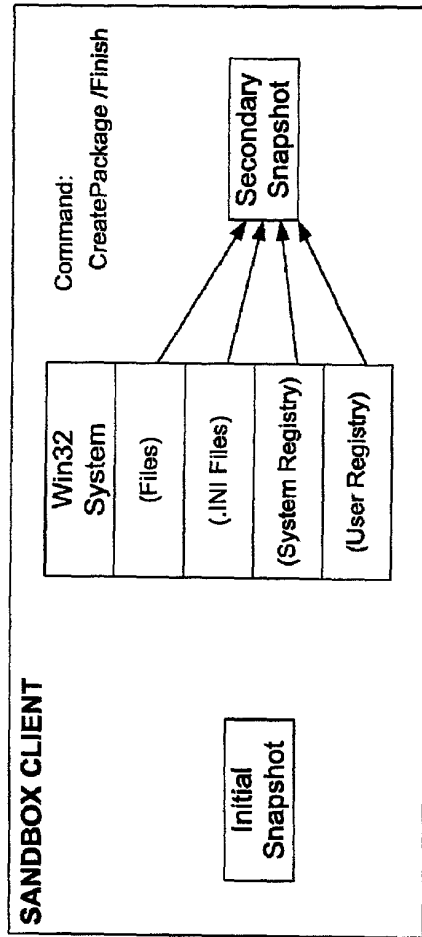 SANDBOX CLIENT
Initial
Snapshot
Win32
System
(Files)
(.INI Files)
(System Registry)
(User Registry)
Command:
CreatePackage /Finish
Secondary
Snapshot